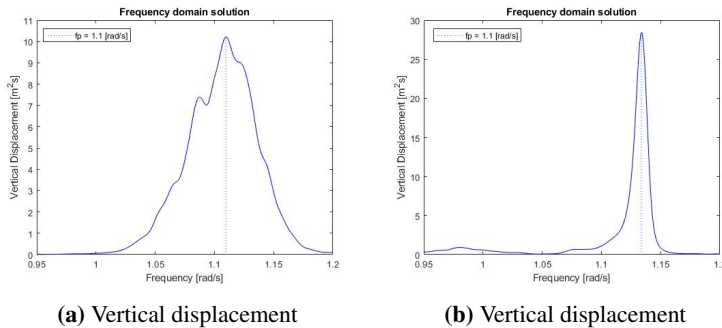 Frequency domain solution
fp = 1.1 [rad/s]
Vertical Displacement [m²s]
11
10
9
8
7
6
5
4
3
2
1
0
0.95 1 1.05 1.1 1.15 1.2
Frequency [rad/s]
(a) Vertical displacement
Frequency domain solution
fp = 1.1 [rad/s]
Vertical Displacement [m²s]
30
25
20
15
10
5
0
0.95 1 1.05 1.1 1.15 1.2
Frequency [rad/s]
(b) Vertical displacement